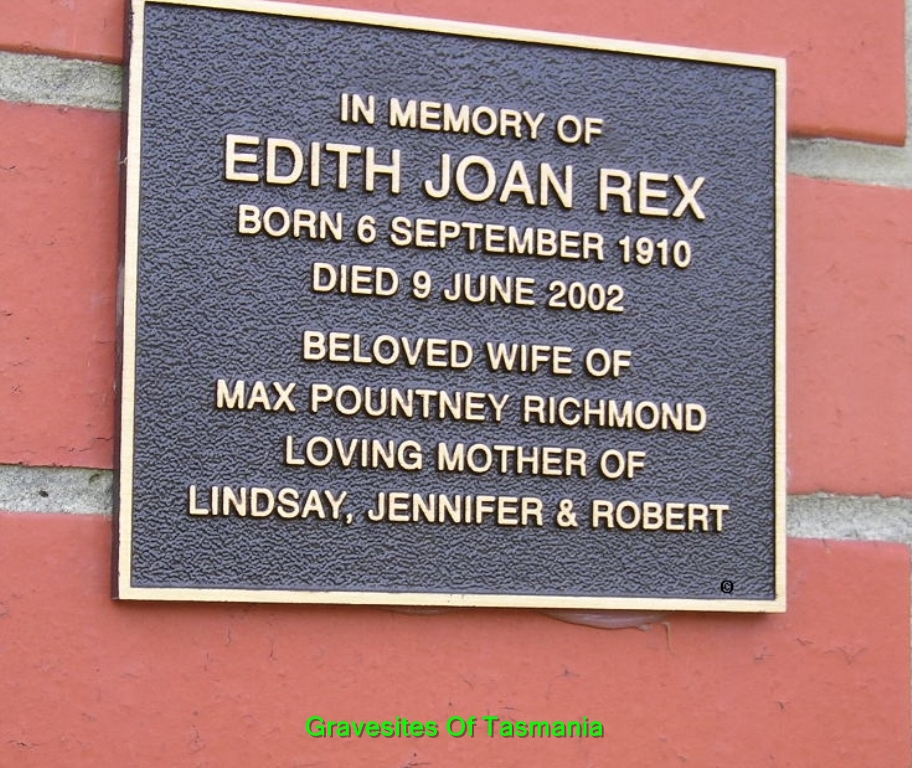 IN MEMORY OF
EDITH JOAN REX
BORN 6 SEPTEMBER 1910
DIED 9 JUNE 2002
BELOVED WIFE OF
MAX POUNTNEY RICHMOND
LOVING MOTHER OF
LINDSAY, JENNIFER & ROBERT
Gravesites Of Tasmania